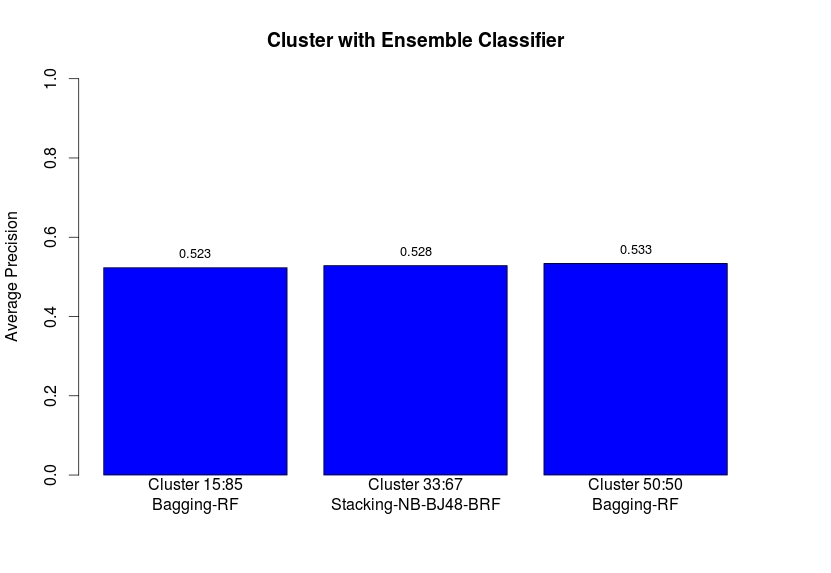 Cluster with Ensemble Classifier
Average Precision
1.0
0.8
0.6
0.4
0.2
0.0
0.523
0.528
0.533
Cluster 15:85
Bagging-RF
Cluster 33:67
Stacking-NB-BJ48-BRF
Cluster 50:50
Bagging-RF